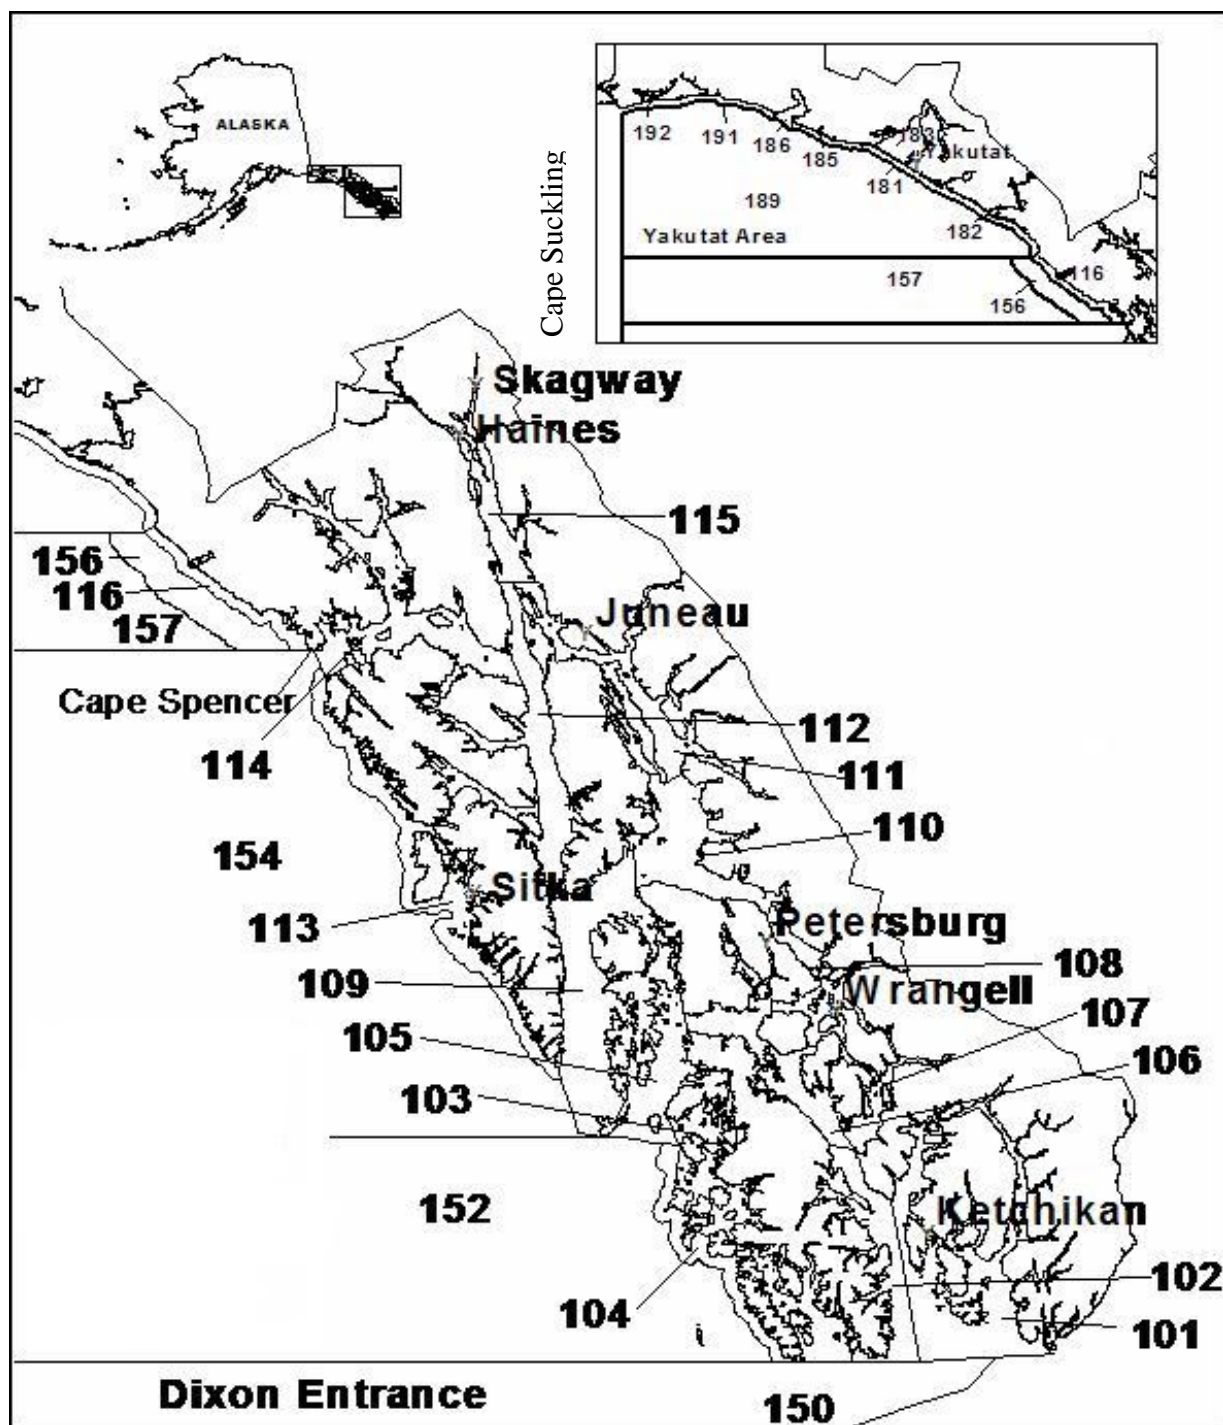 ALASKA
Cape Suckling
192
191
186
185
183
Yakutat
181
189
182
Yakutat Area
157
116
156
Skagway
Haines
115
156
116
157
Juneau
Cape Spencer
114
112
111
110
154
Sitka
113
Petersburg
109
108
Wrangell
107
105
106
103
152
Ketchikan
104
102
101
Dixon Entrance
150